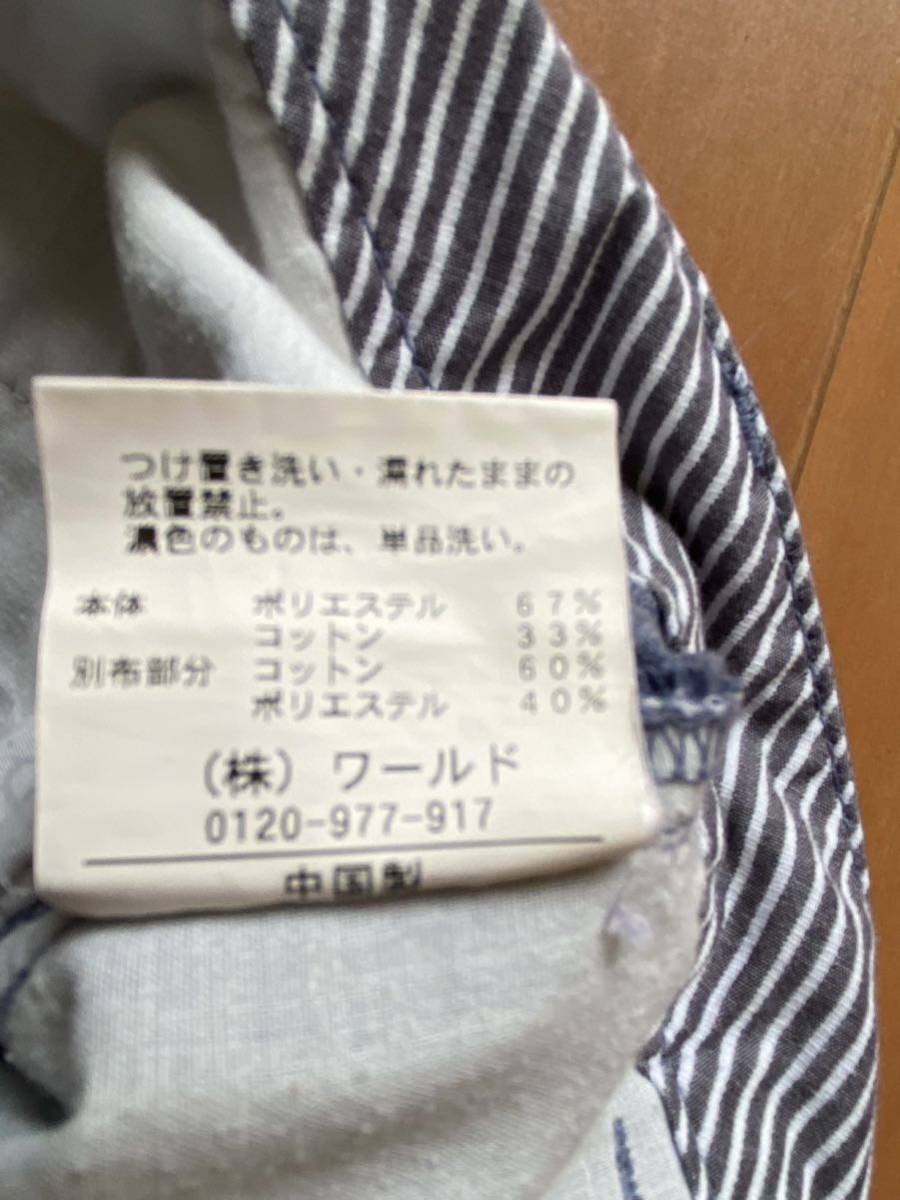 つけ置き洗い・濡れたままの
放置禁止。
濃色のものは、単品洗い。
本体 ポリエステル 67%
コットン 33%
別布部分 コットン 60%
ポリエステル 40%
(株)ワールド
0120-977-917
中国製